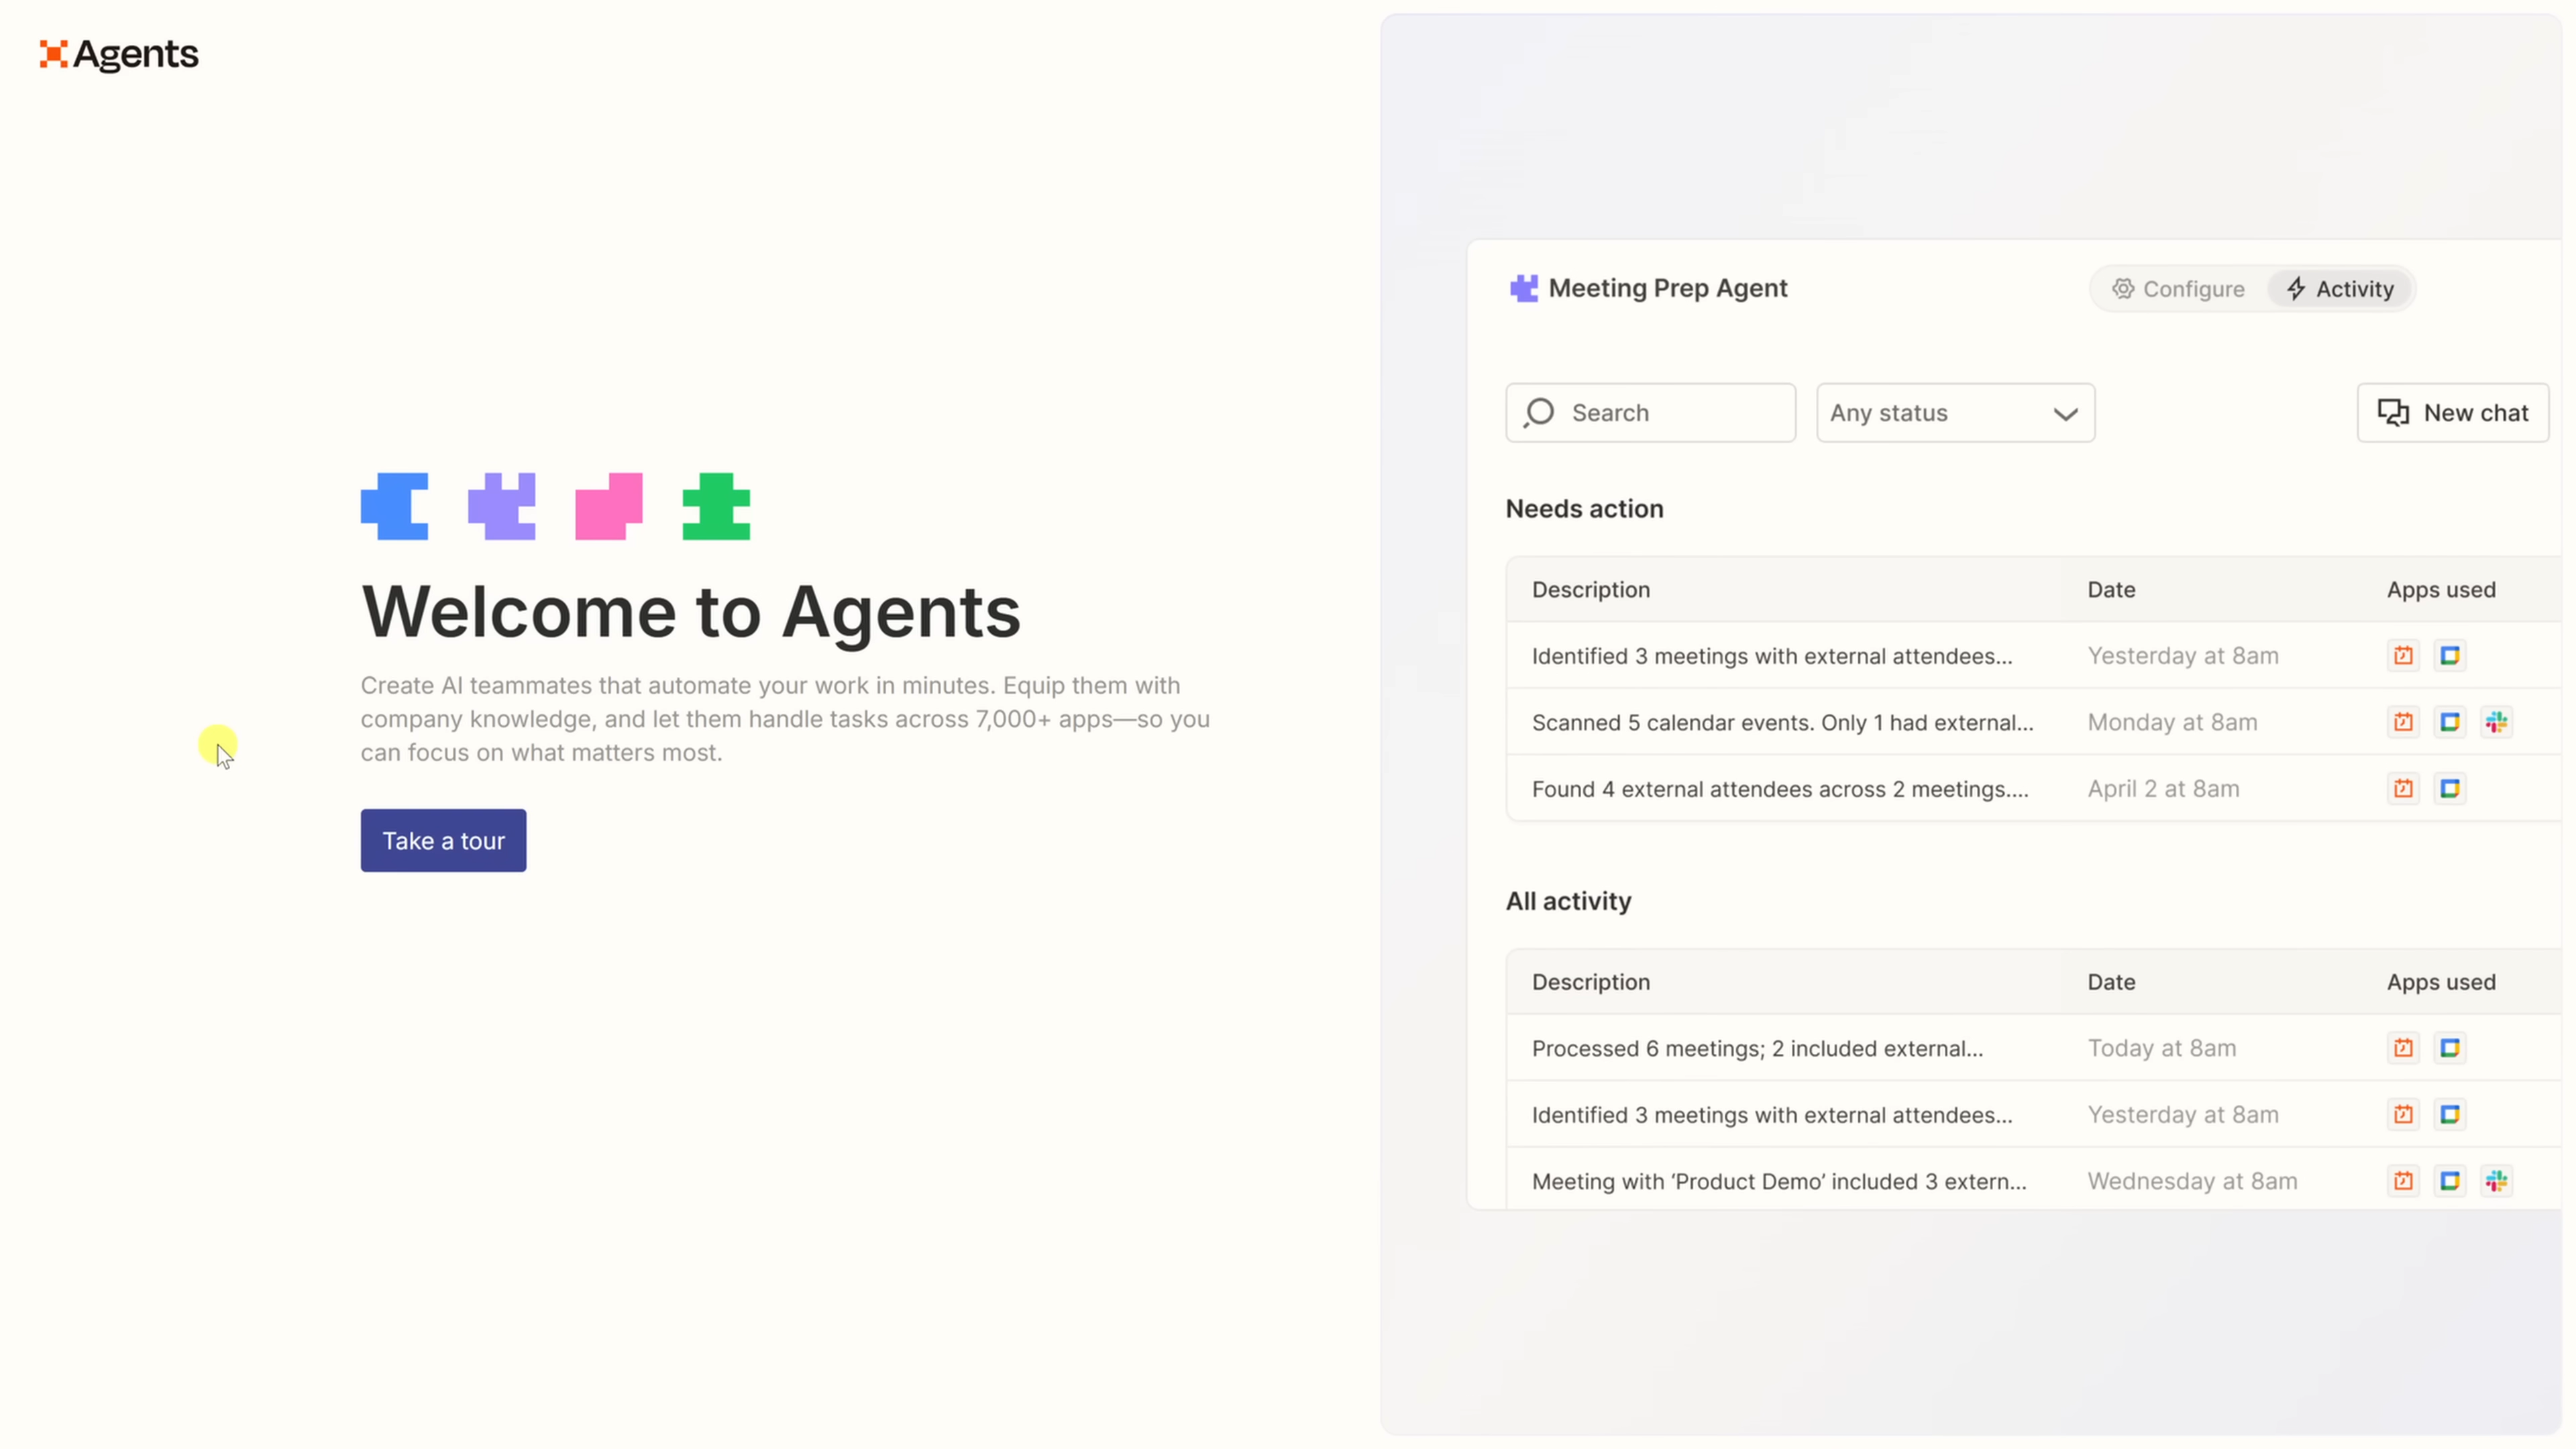 Agents
Welcome to Agents
Create AI teammates that automate your work in minutes. Equip them with
company knowledge, and let them handle tasks across 7,000+ apps—so you
can focus on what matters most.
Take a tour
Meeting Prep Agent
Configure
Activity
Search
Any status
New chat
Needs action
Description Date Apps used
Identified 3 meetings with external attendees... Yesterday at 8am
Scanned 5 calendar events. Only 1 had external... Monday at 8am
Found 4 external attendees across 2 meetings.... April 2 at 8am
All activity
Description Date Apps used
Processed 6 meetings; 2 included external... Today at 8am
Identified 3 meetings with external attendees... Yesterday at 8am
Meeting with ‘Product Demo’ included 3 extern... Wednesday at 8am